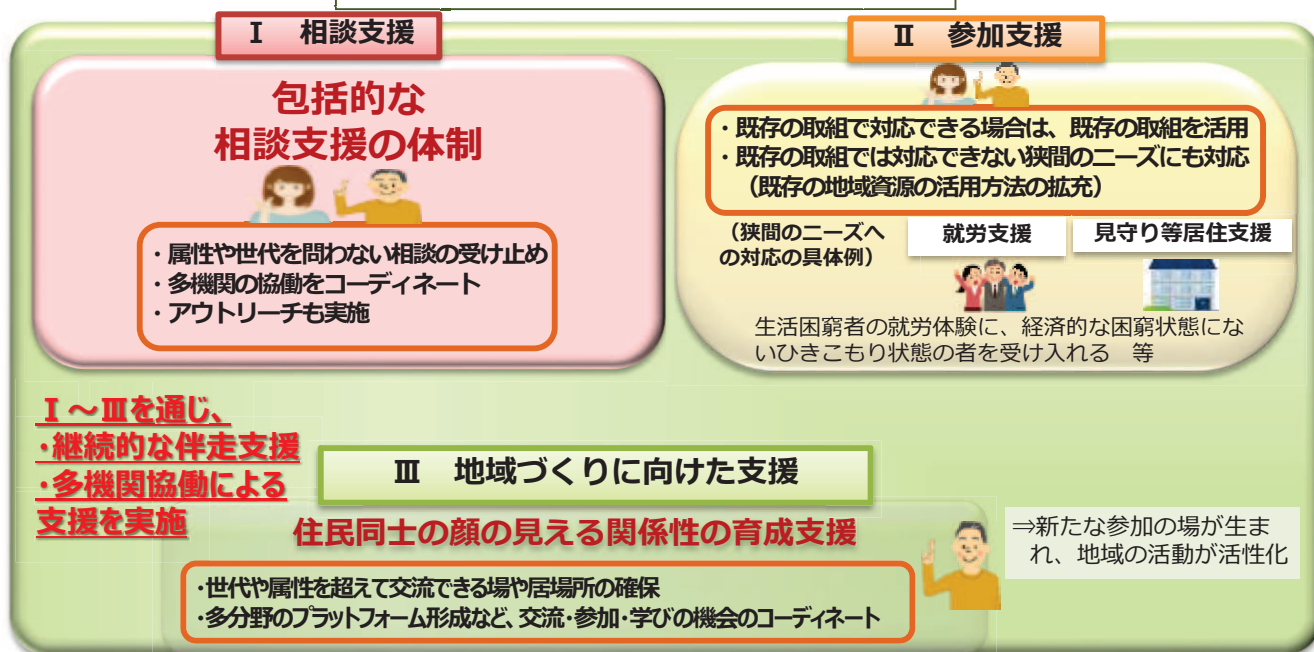 Ⅰ 相談支援
包括的な
相談支援の体制
・属性や世代を問わない相談の受け止め
・多機関の協働をコーディネート
・アウトリーチも実施
Ⅱ 参加支援
・既存の取組で対応できる場合は、既存の取組を活用
・既存の取組では対応できない狭間のニーズにも対応
（既存の地域資源の活用方法の拡充）
（狭間のニーズへ
の対応の具体例）
就労支援
見守り等居住支援
生活困窮者の就労体験に、経済的な困窮状態にな
いひきこもり状態の者を受け入れる 等
Ⅰ～Ⅲを通じ、
・継続的な伴走支援
・多機関協働による
支援を実施
Ⅲ 地域づくりに向けた支援
住民同士の顔の見える関係性の育成支援
・世代や属性を超えて交流できる場や居場所の確保
・多分野のプラットフォーム形成など、交流・参加・学びの機会のコーディネート
⇒新たな参加の場が生ま
れ、地域の活動が活性化